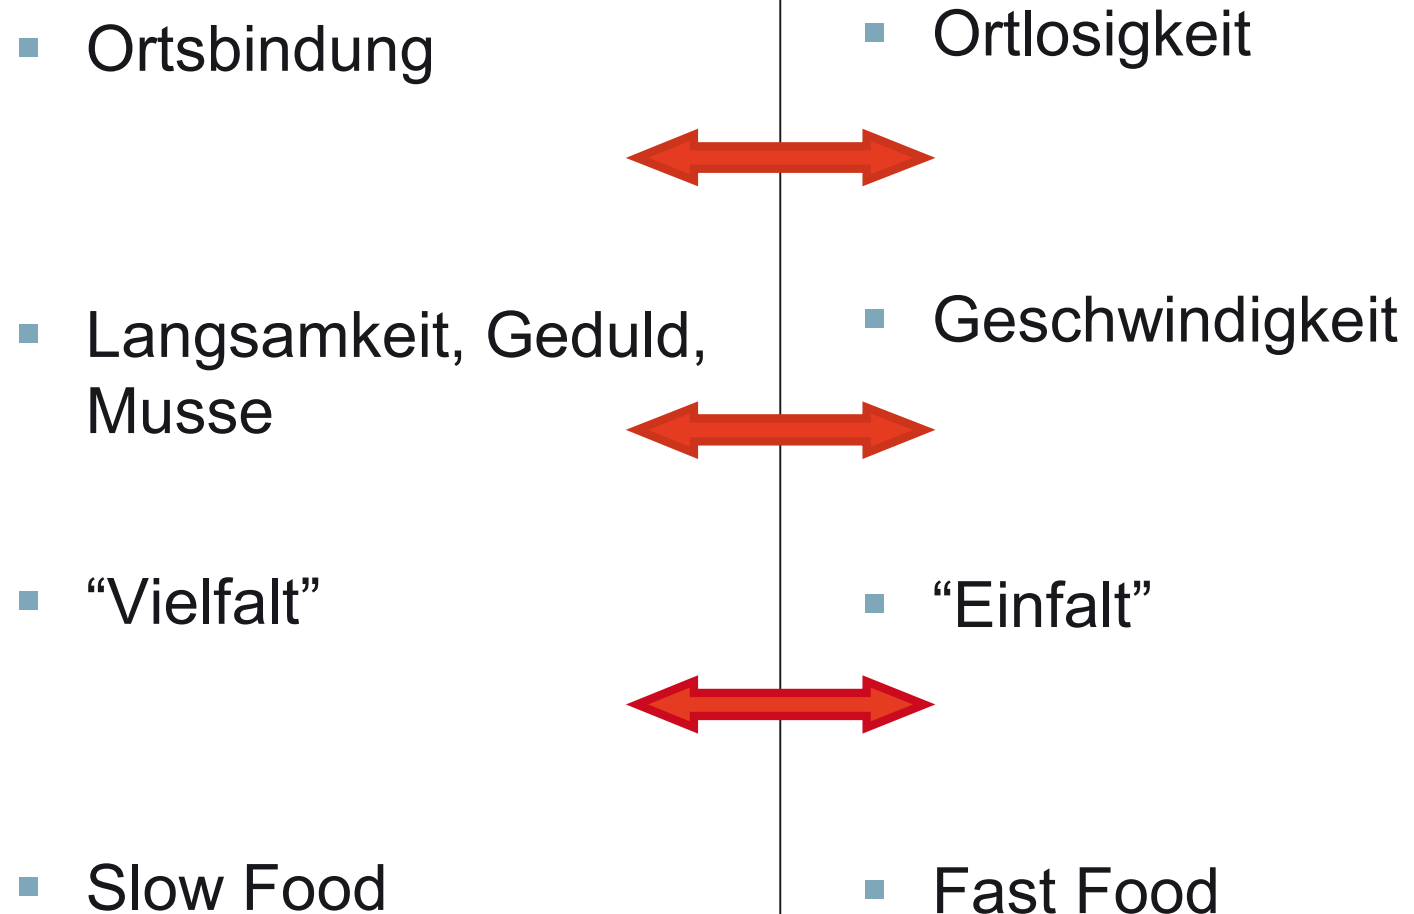 Ortsbindung
Langsamkeit, Geduld,
Musse
“Vielfalt”
Slow Food
Ortlosigkeit
Geschwindigkeit
“Einfalt”
Fast Food